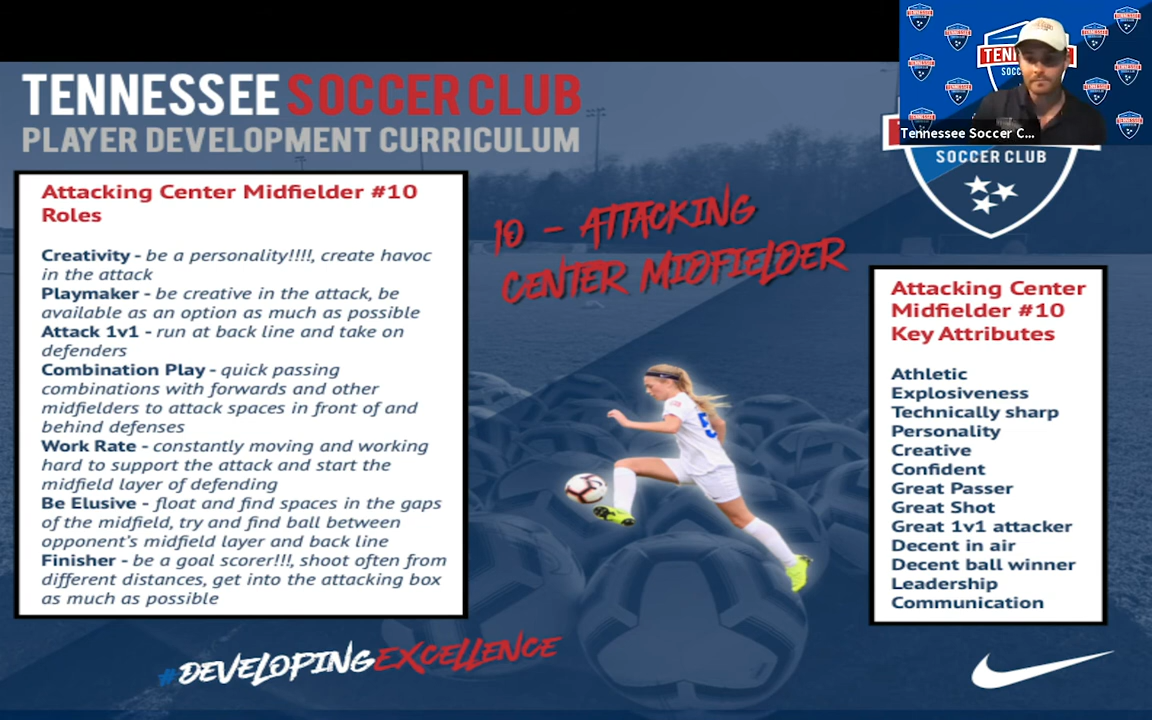 TENNESSEE SOCCER CLUB
PLAYER DEVELOPMENT CURRICULUM
Attacking Center Midfielder #10
Roles
Creativity - be a personality!!!!, create havoc
in the attack
Playmaker - be creative in the attack, be
available as an option as much as possible
Attack 1v1 - run at back line and take on
defenders
Combination Play - quick passing
combinations with forwards and other
midfielders to attack spaces in front of and
behind defenses
Work Rate - constantly moving and working
hard to support the attack and start the
midfield layer of defending
Be Elusive - float and find spaces in the gaps
of the midfield, try and find ball between
opponent's midfield layer and back line
Finisher - be a goal scorer!!!, shoot often from
different distances, get into the attacking box
as much as possible
10 - ATTACKING
CENTER MIDFIELDER
5
Tennessee Soccer C...
SOCCER CLUB
Attacking Center
Midfielder #10
Key Attributes
Athletic
Explosiveness
Technically sharp
Personality
Creative
Confident
Great Passer
Great Shot
Great 1v1 attacker
Decent in air
Decent ball winner
Leadership
Communication
#DEVELOPINGEXCELLENCE